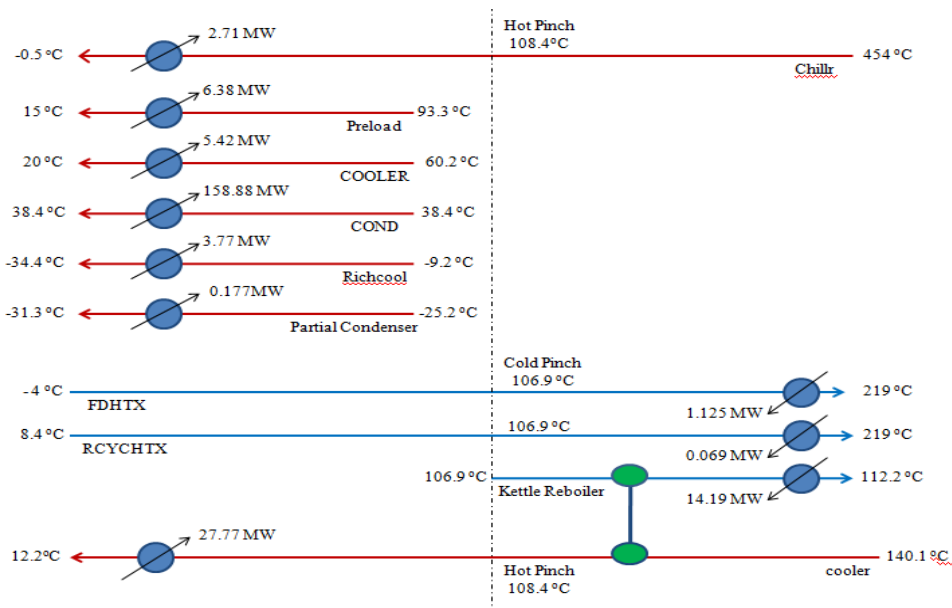 2.71 MW
Hot Pinch
108.4°C
-0.5 °C
454 °C
Chillr
6.38 MW
15 °C
93.3 °C
Preload
5.42 MW
20 °C
60.2 °C
COOLER
158.88 MW
38.4 °C
38.4 °C
COND
3.77 MW
-34.4 °C
-9.2 °C
Richcool
0.177MW
-31.3 °C
-25.2 °C
Partial Condenser
Cold Pinch
106.9 °C
-4 °C
219 °C
FDHTX
1.125 MW
8.4 °C
106.9 °C
219 °C
RCYCHTX
0.069 MW
106.9 °C
112.2 °C
Kettle Reboiler
14.19 MW
27.77 MW
12.2°C
140.1 °C
cooler
Hot Pinch
108.4 °C